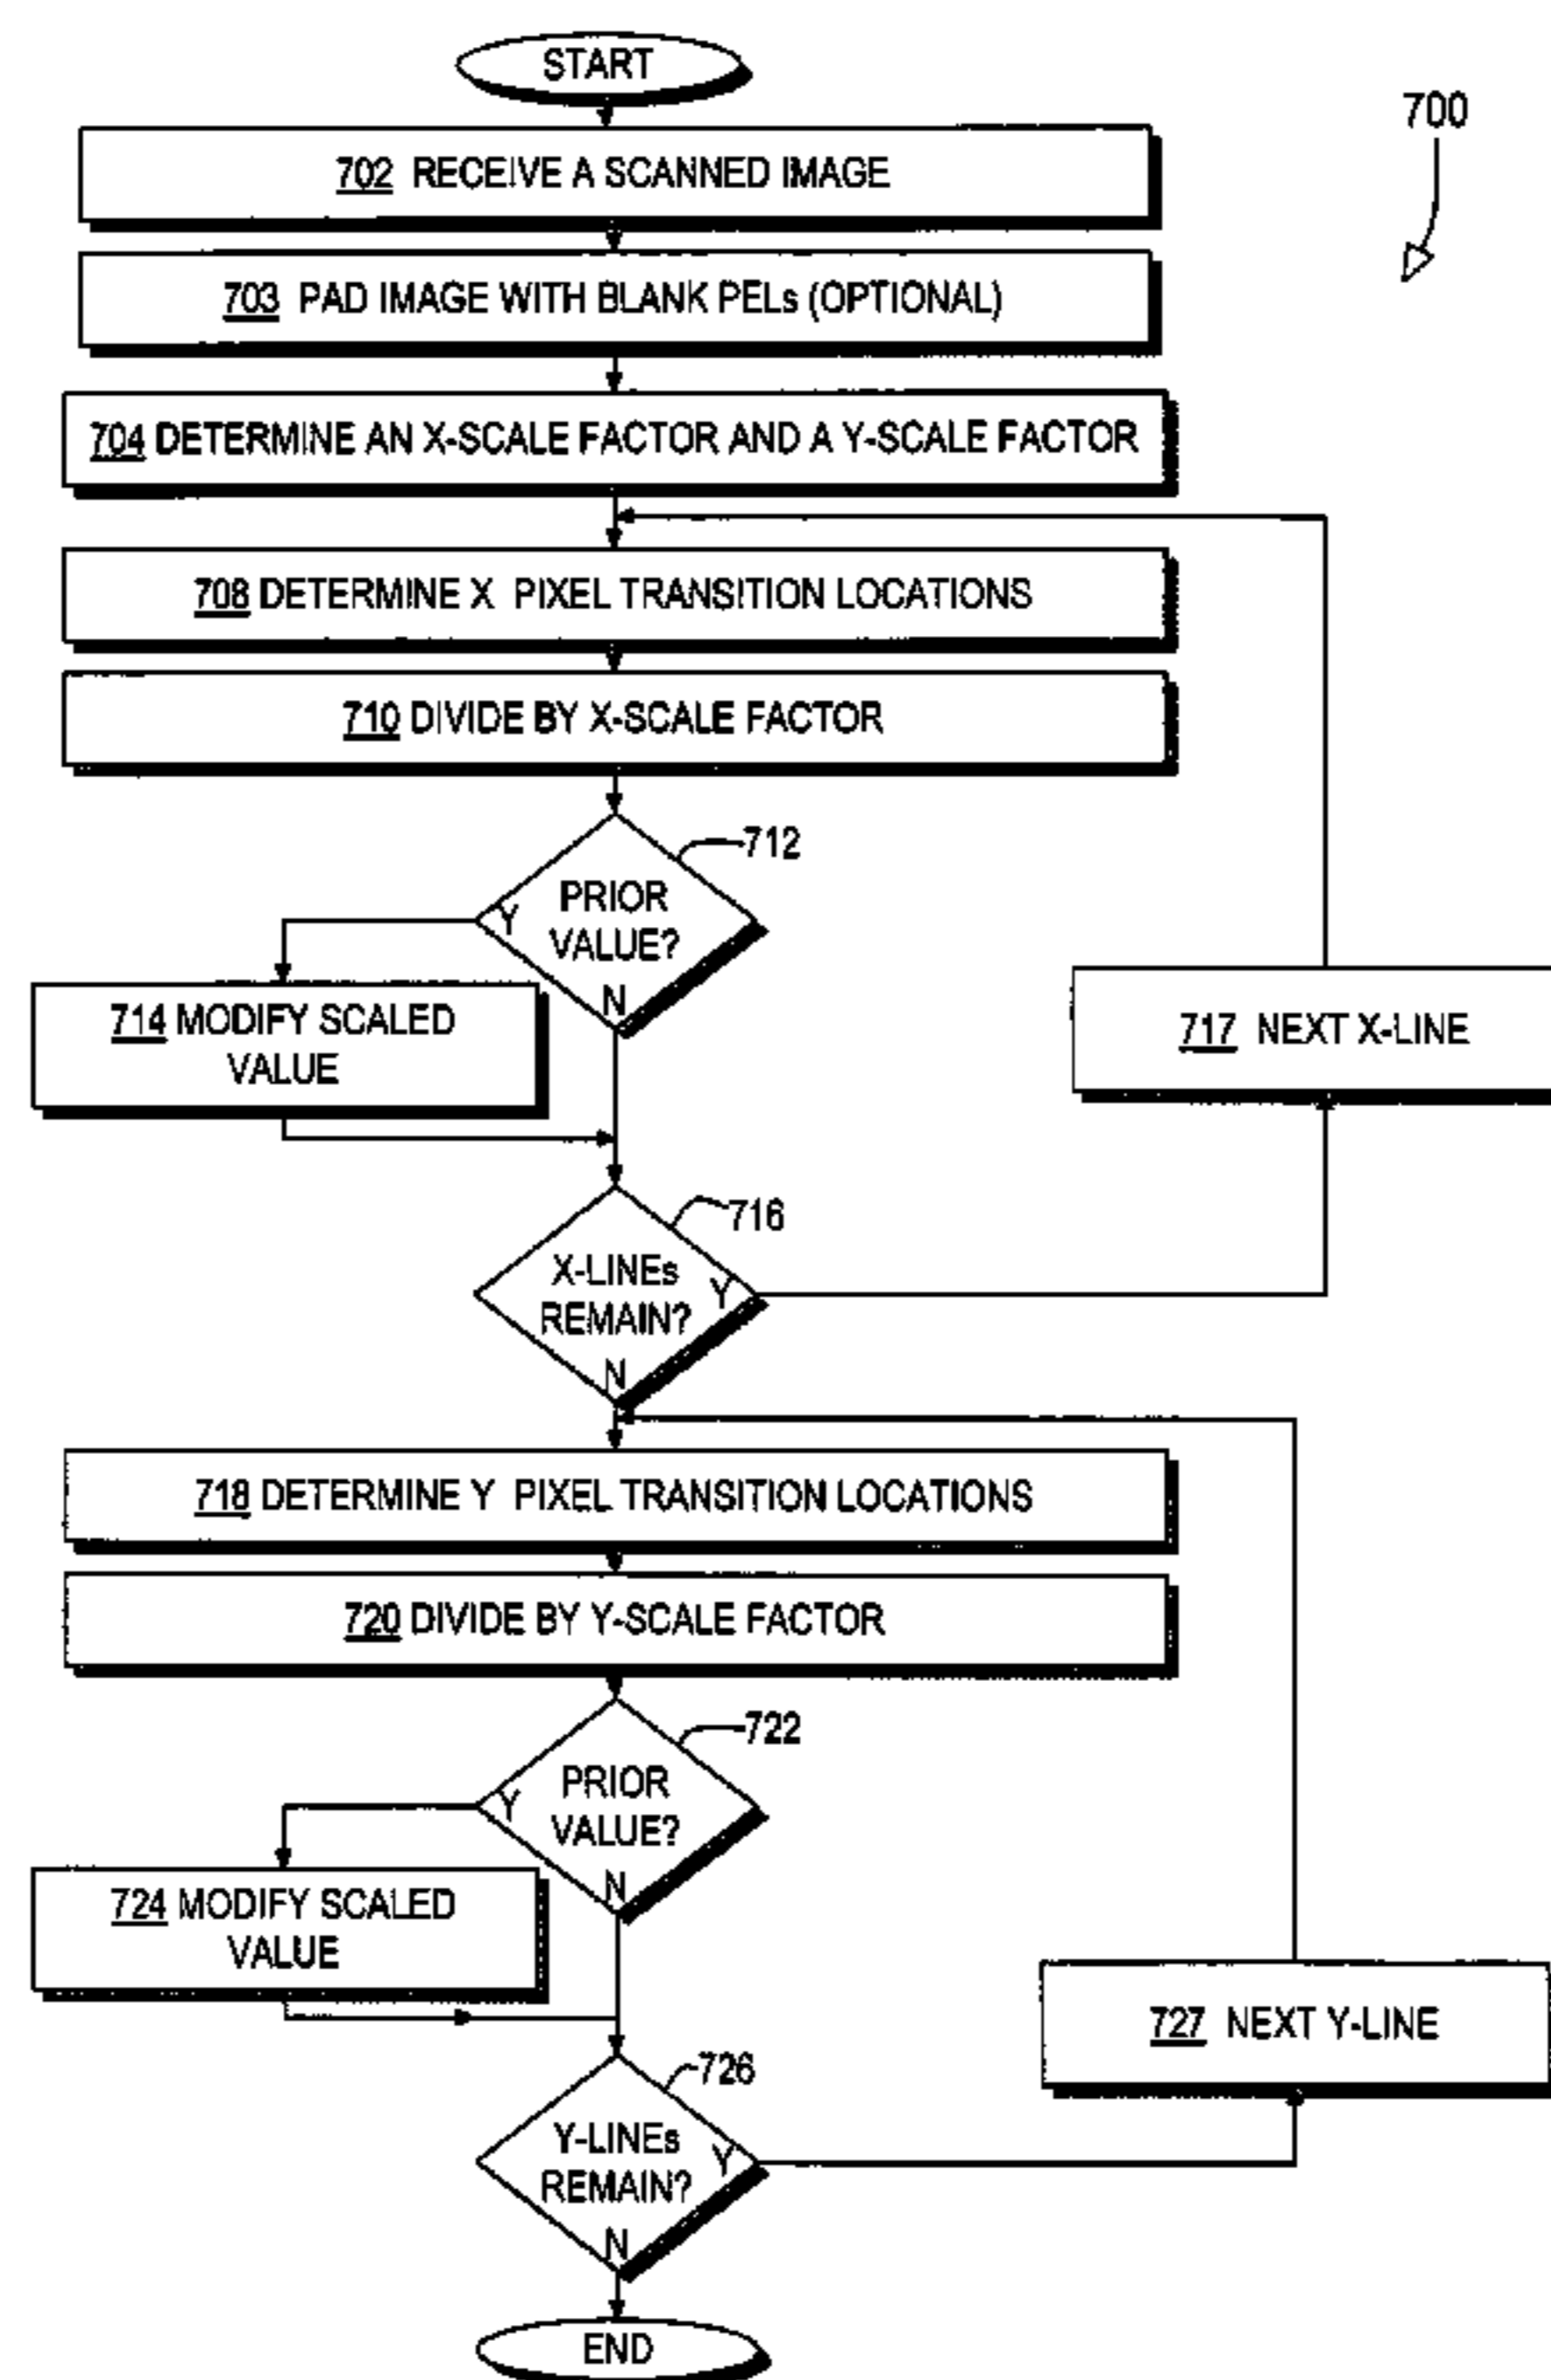 START
700
702 RECEIVE A SCANNED IMAGE
703 PAD IMAGE WITH BLANK PELs (OPTIONAL)
704 DETERMINE AN X-SCALE FACTOR AND A Y-SCALE FACTOR
708 DETERMINE X PIXEL TRANSITION LOCATIONS
710 DIVIDE BY X-SCALE FACTOR
712
PRIOR
VALUE?
Y
N
714 MODIFY SCALED
VALUE
717 NEXT X-LINE
716
X-LINEs
REMAIN?
Y
N
718 DETERMINE Y PIXEL TRANSITION LOCATIONS
720 DIVIDE BY Y-SCALE FACTOR
722
PRIOR
VALUE?
Y
N
724 MODIFY SCALED
VALUE
727 NEXT Y-LINE
726
Y-LINEs
REMAIN?
Y
N
END